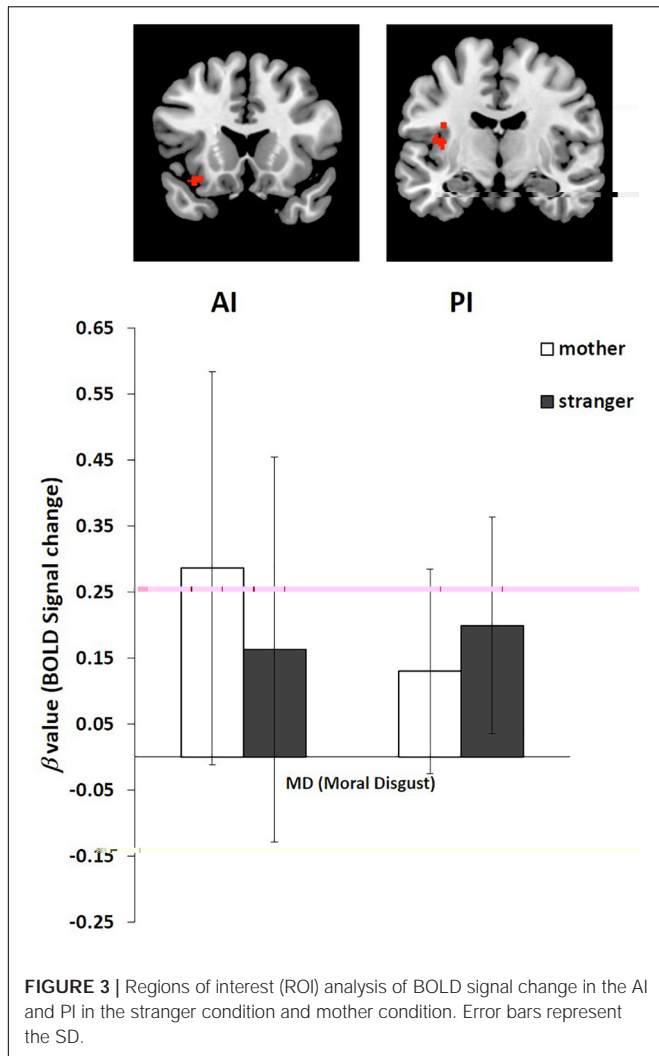 AI PI
0.65
mother
0.55
stranger
0.45
0.35
0.25
0.15
0.05
-0.05
MD (Moral Disgust)
-0.15
-0.25
β value (BOLD Signal change)
FIGURE 3 | Regions of interest (ROI) analysis of BOLD signal change in the AI
and PI in the stranger condition and mother condition. Error bars represent
the SD.